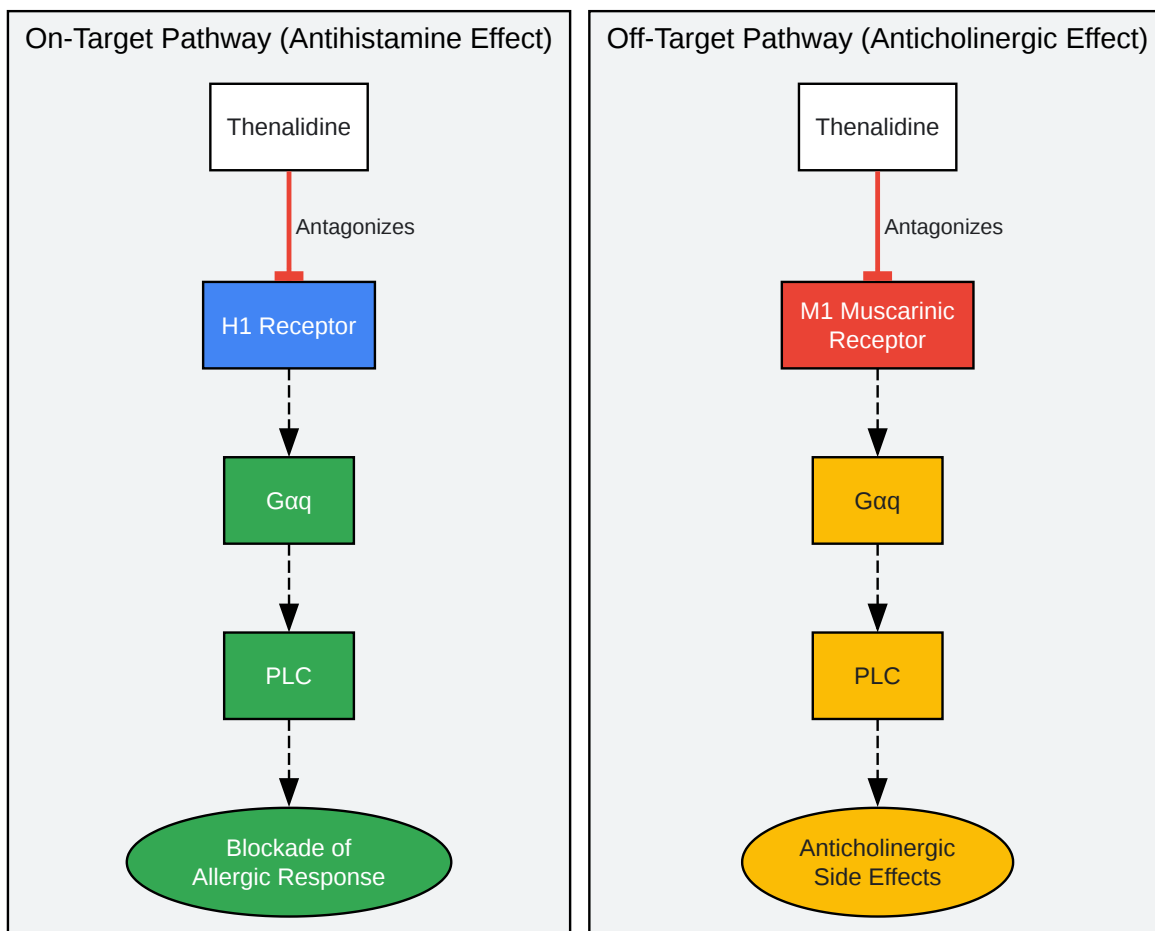 On-Target Pathway (Antihistamine Effect)
Thenalidine
Antagonizes
H1 Receptor
Gαq
PLC
Blockade of
Allergic Response
Off-Target Pathway (Anticholinergic Effect)
Thenalidine
Antagonizes
M1 Muscarinic
Receptor
Gαq
PLC
Anticholinergic
Side Effects